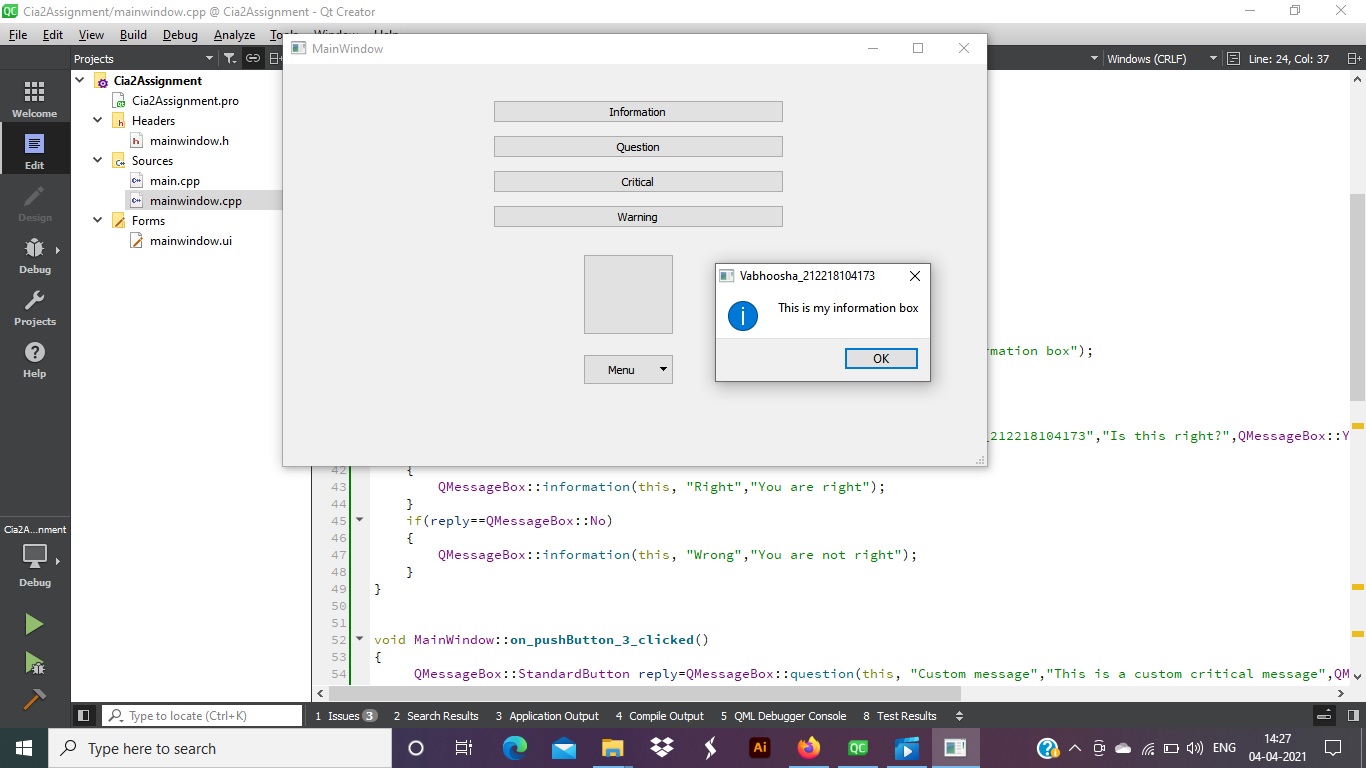 Cia2Assignment/mainwindow.cpp @ Cia2Assignment - Qt Creator
File Edit View Build Debug Analyze
Projects
Windows (CRLF)
Line: 24, Col: 37
Welcome
Edit
Design
Debug
Projects
Help
Cia2A...nment
Debug
Cia2Assignment
Cia2Assignment.pro
Headers
mainwindow.h
Sources
main.cpp
mainwindow.cpp
Forms
mainwindow.ui
MainWindow
Information
Question
Critical
Warning
Menu
Vabhoosha_212218104173
This is my information box
OK
rmation box");
_212218104173","Is this right?",QMessageBox::Y
42 {
43 QMessageBox::information(this, "Right","You are right");
44 }
45 if(reply==QMessageBox::No)
46 {
47 QMessageBox::information(this, "Wrong","You are not right");
48 }
49 }
50
51
52 void MainWindow::on_pushButton_3_clicked()
53 {
54 QMessageBox::StandardButton reply=QMessageBox::question(this, "Custom message","This is a custom critical message",QM
Type to locate (Ctrl+K)
1 Issues 3
2 Search Results
3 Application Output
4 Compile Output
5 QML Debugger Console
8 Test Results
Type here to search
Ai
QC
ENG
14:27
04-04-2021